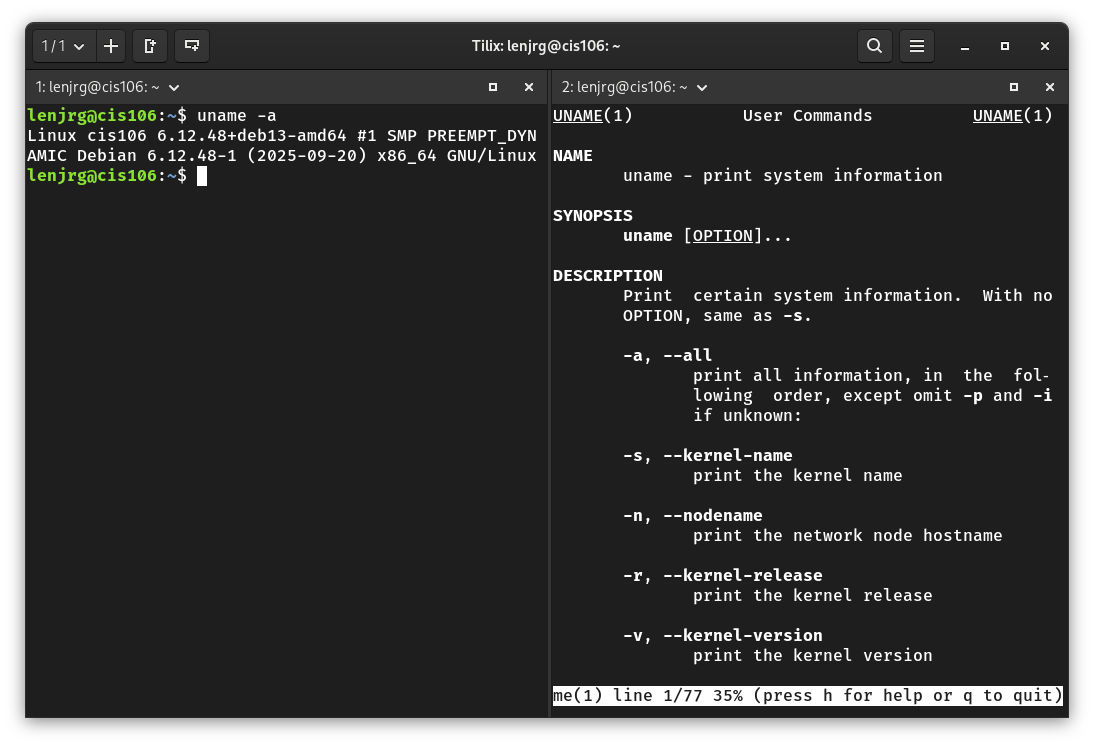 1 / 1
Tilix: lenjrg@cis106: ~
1: lenjrg@cis106: ~
lenjrg@cis106:~$ uname -a
Linux cis106 6.12.48+deb13-amd64 #1 SMP PREEMPT_DYN
AMIC Debian 6.12.48-1 (2025-09-20) x86_64 GNU/Linux
lenjrg@cis106:~$
2: lenjrg@cis106: ~
UNAME(1) User Commands UNAME(1)
NAME
uname - print system information
SYNOPSIS
uname [OPTION]...
DESCRIPTION
Print certain system information. With no
OPTION, same as -s.
-a, --all
print all information, in the fol-
lowing order, except omit -p and -i
if unknown:
-s, --kernel-name
print the kernel name
-n, --nodename
print the network node hostname
-r, --kernel-release
print the kernel release
-v, --kernel-version
print the kernel version
me(1) line 1/77 35% (press h for help or q to quit)